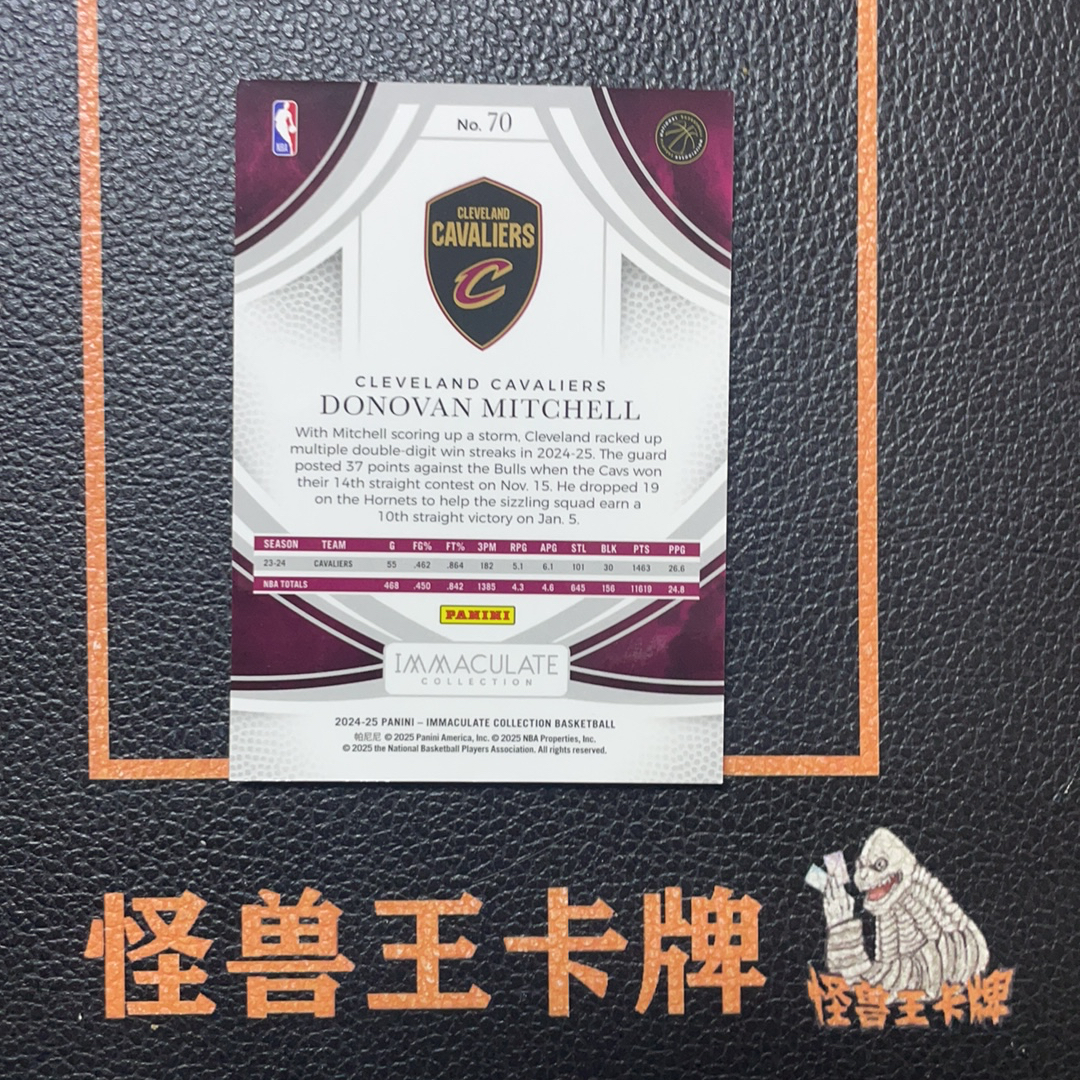 No. 70
NBA
NATIONAL BASKETBALL
ASSOCIATION
CLEVELAND
CAVALIERS
C
CLEVELAND CAVALIERS
DONOVAN MITCHELL
With Mitchell scoring up a storm, Cleveland racked up
multiple double-digit win streaks in 2024-25. The guard
posted 37 points against the Bulls when the Cavs won
their 14th straight contest on Nov. 15. He dropped 19
on the Hornets to help the sizzling squad earn a
10th straight victory on Jan. 5.
SEASON TEAM G FG% FT% 3PM RPG APG STL BLK PTS PPG
23-24 CAVALIERS 55 .462 .864 182 5.1 6.1 101 30 1463 26.6
NBA TOTALS 468 .450 .842 1385 4.3 4.6 645 156 11619 24.8
PANINI
IMMACULATE
COLLECTION
2024-25 PANINI – IMMACULATE COLLECTION BASKETBALL
帕尼尼 © 2025 Panini America, Inc. © 2025 NBA Properties, Inc.
© 2025 the National Basketball Players Association. All rights reserved.
怪兽王卡牌
怪兽王卡牌